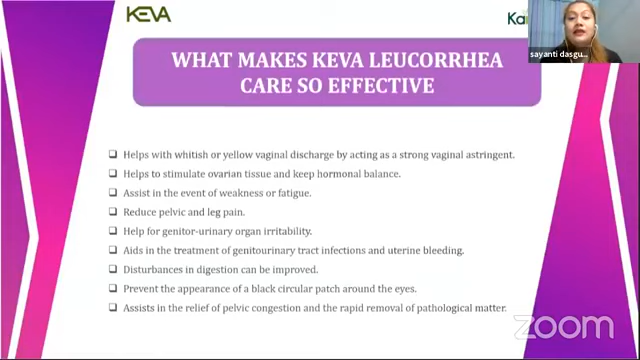 KEVA
Kai
sayanti dasgu...
WHAT MAKES KEVA LEUCORRHEA
CARE SO EFFECTIVE
❑ Helps with whitish or yellow vaginal discharge by acting as a strong vaginal astringent.
❑ Helps to stimulate ovarian tissue and keep hormonal balance.
❑ Assist in the event of weakness or fatigue.
❑ Reduce pelvic and leg pain.
❑ Help for genitor-urinary organ irritability.
❑ Aids in the treatment of genitourinary tract infections and uterine bleeding.
❑ Disturbances in digestion can be improved.
❑ Prevent the appearance of a black circular patch around the eyes.
❑ Assists in the relief of pelvic congestion and the rapid removal of pathological matter.
zoom